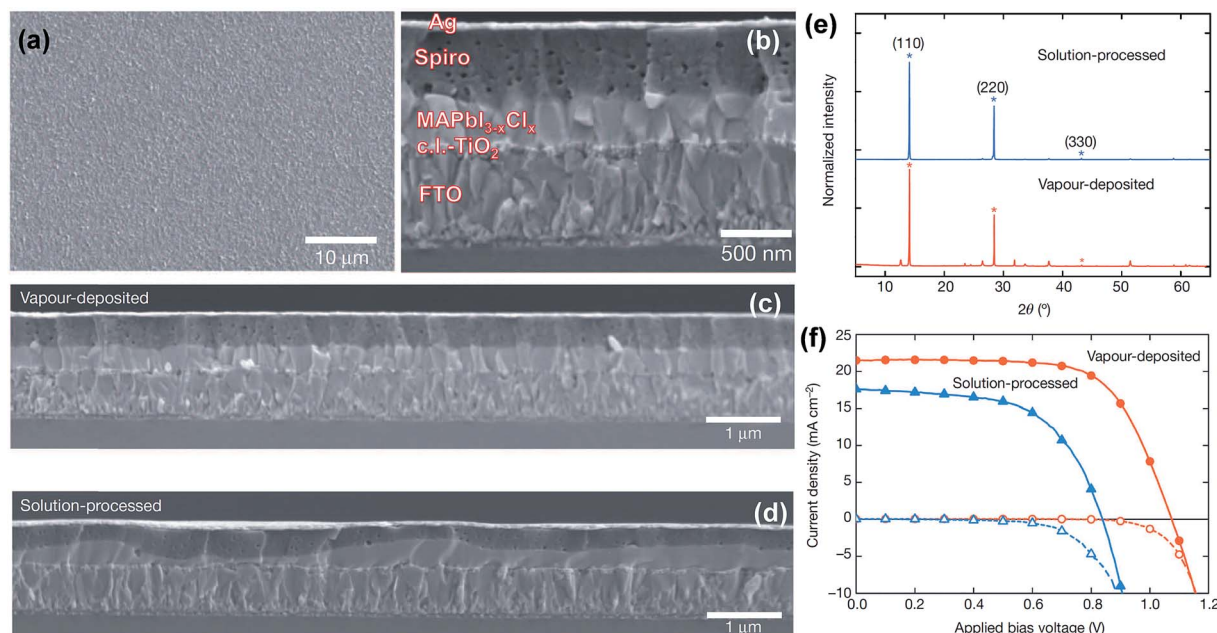 (a)
10 μm
Ag
(b)
Spiro
MAPbI₃₋ₓClₓ
c.l.-TiO₂
FTO
500 nm
Vapour-deposited
(c)
1 μm
Solution-processed
(d)
1 μm
(e)
(110)
*
Solution-processed
(220)
*
(330)
*
Vapour-deposited
*
*
*
Normalized intensity
10 20 30 40 50 60
2θ (º)
(f)
25
20
15
10
5
0
−5
−10
Vapour-deposited
Solution-processed
Current density (mA cm⁻²)
0.0 0.2 0.4 0.6 0.8 1.0 1.2
Applied bias voltage (V)